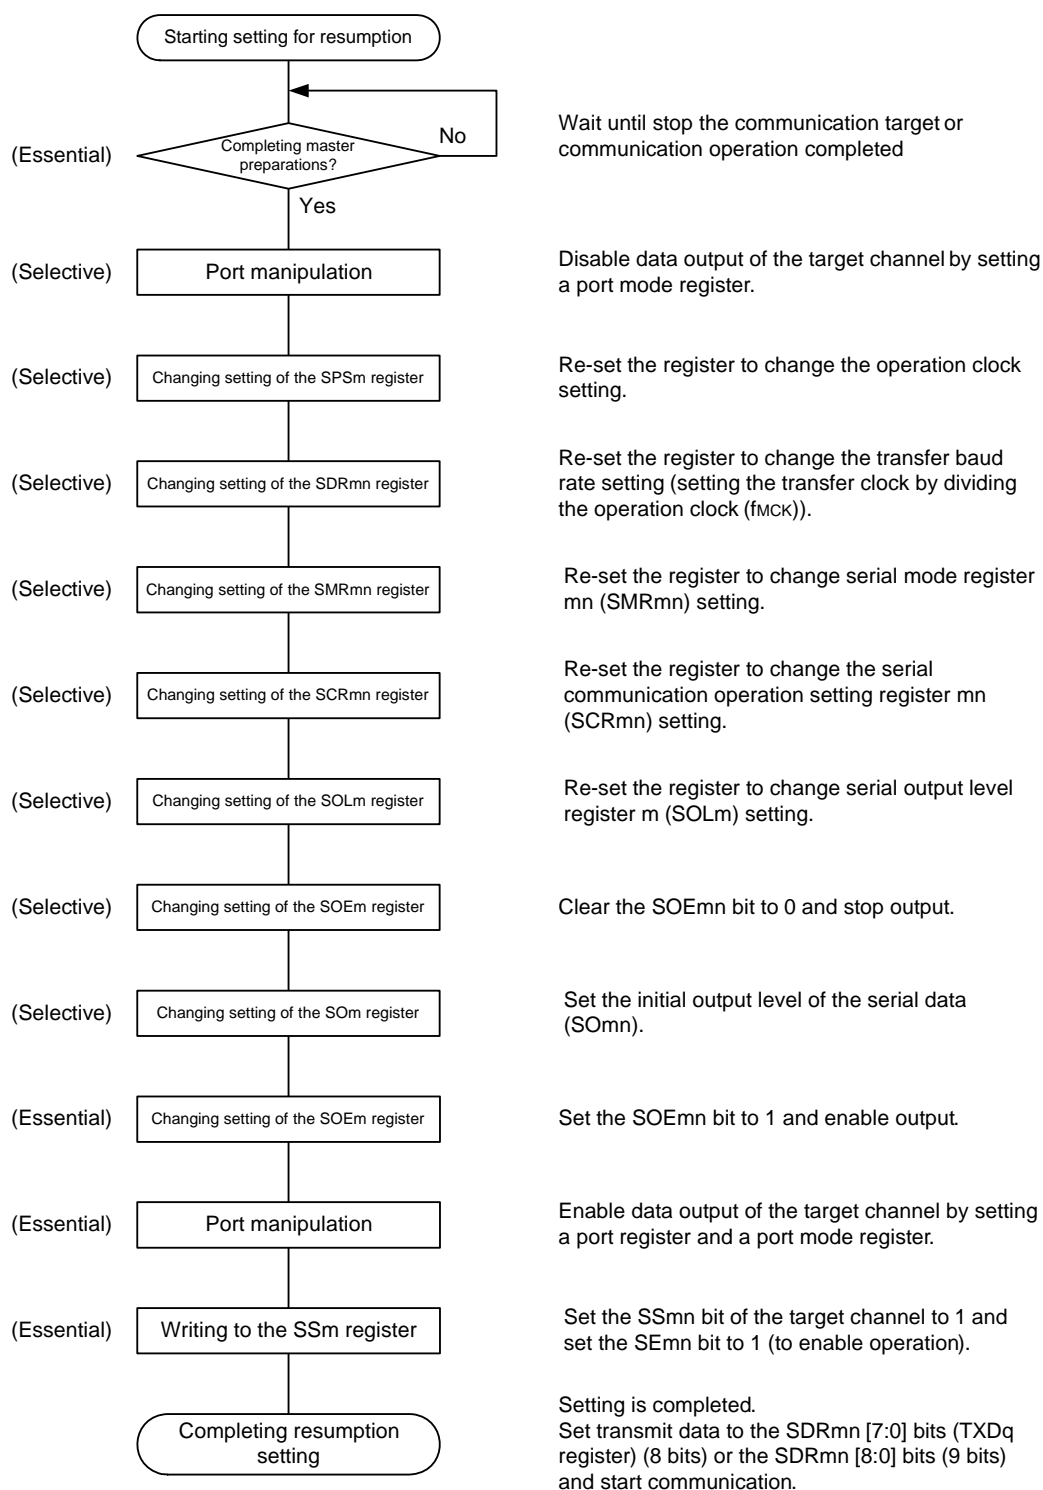 Starting setting for resumption
(Essential)
Completing master
preparations?
No
Yes
Wait until stop the communication target or
communication operation completed
(Selective)
Port manipulation
Disable data output of the target channel by setting
a port mode register.
(Selective)
Changing setting of the SPSm register
Re-set the register to change the operation clock
setting.
(Selective)
Changing setting of the SDRmn register
Re-set the register to change the transfer baud
rate setting (setting the transfer clock by dividing
the operation clock (fMCK)).
(Selective)
Changing setting of the SMRmn register
Re-set the register to change serial mode register
mn (SMRmn) setting.
(Selective)
Changing setting of the SCRmn register
Re-set the register to change the serial
communication operation setting register mn
(SCRmn) setting.
(Selective)
Changing setting of the SOLm register
Re-set the register to change serial output level
register m (SOLm) setting.
(Selective)
Changing setting of the SOEm register
Clear the SOEmn bit to 0 and stop output.
(Selective)
Changing setting of the SOm register
Set the initial output level of the serial data
(SOmn).
(Essential)
Changing setting of the SOEm register
Set the SOEmn bit to 1 and enable output.
(Essential)
Port manipulation
Enable data output of the target channel by setting
a port register and a port mode register.
(Essential)
Writing to the SSm register
Set the SSmn bit of the target channel to 1 and
set the SEmn bit to 1 (to enable operation).
Completing resumption
setting
Setting is completed.
Set transmit data to the SDRmn [7:0] bits (TXDq
register) (8 bits) or the SDRmn [8:0] bits (9 bits)
and start communication.